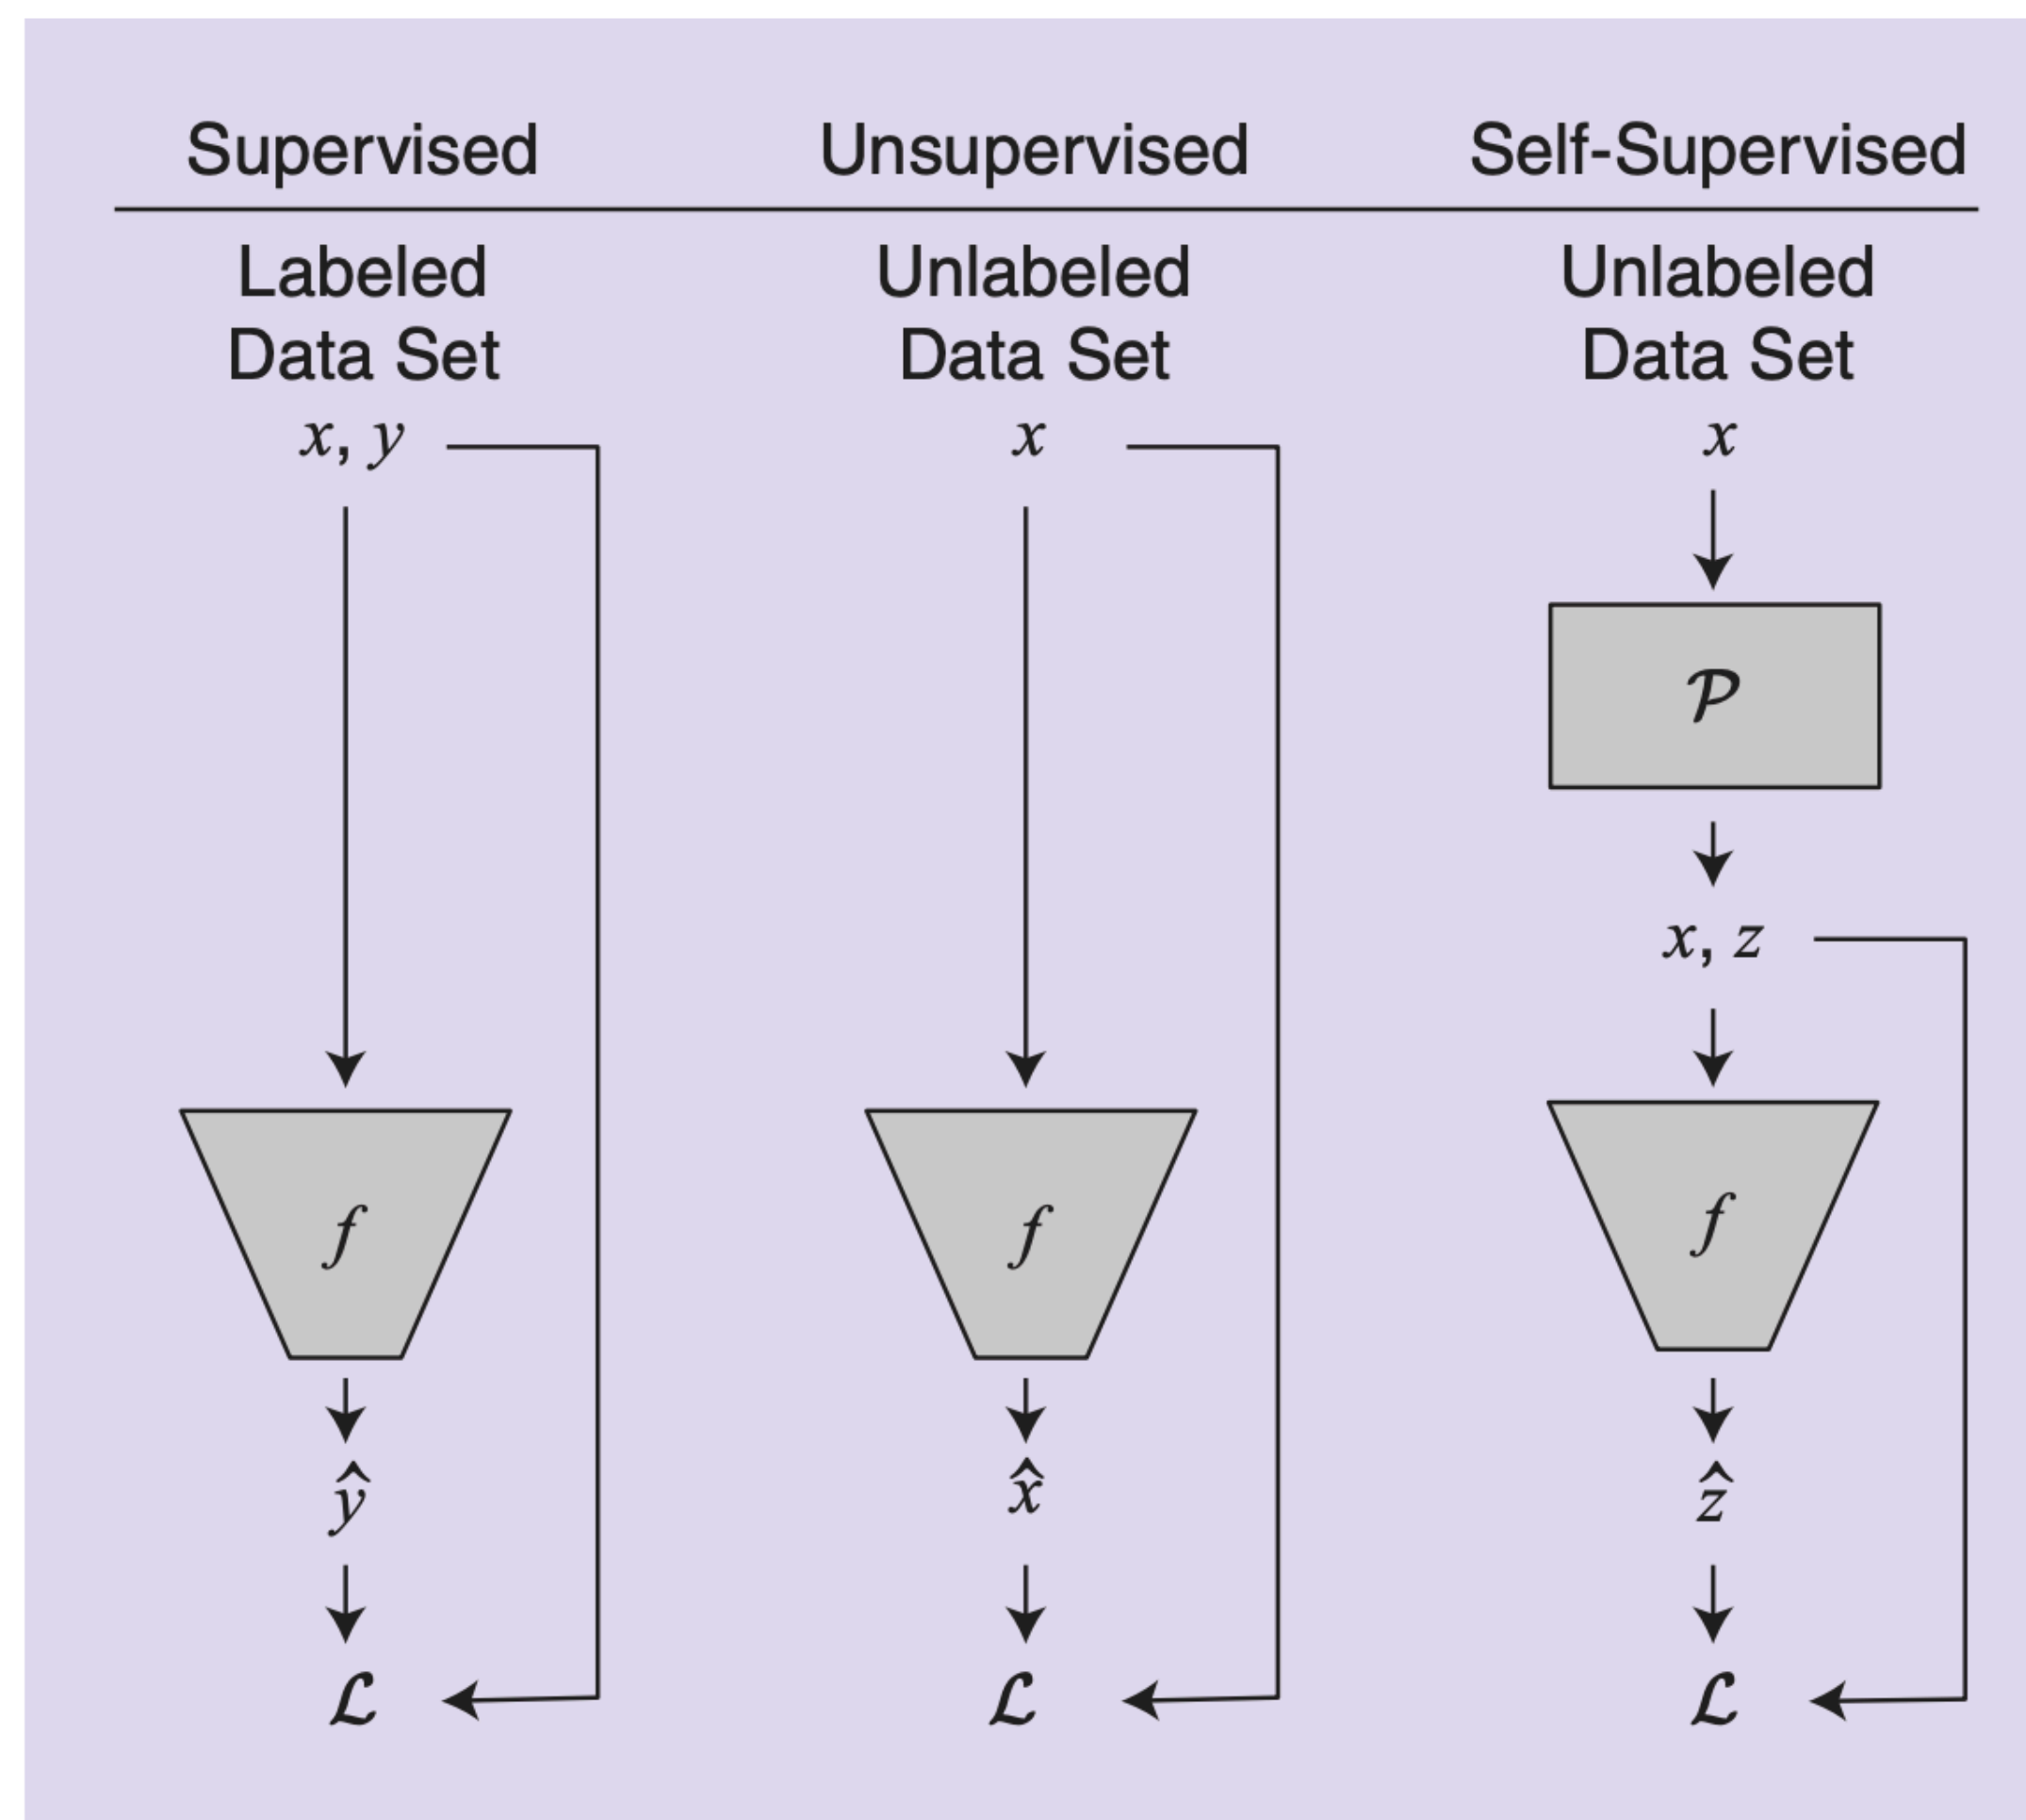 Supervised Unsupervised Self-Supervised
Labeled Unlabeled Unlabeled
Data Set Data Set Data Set
x, y x x
𝒫
x, z
f f f
ŷ x̂ ẑ
ℒ ℒ ℒ